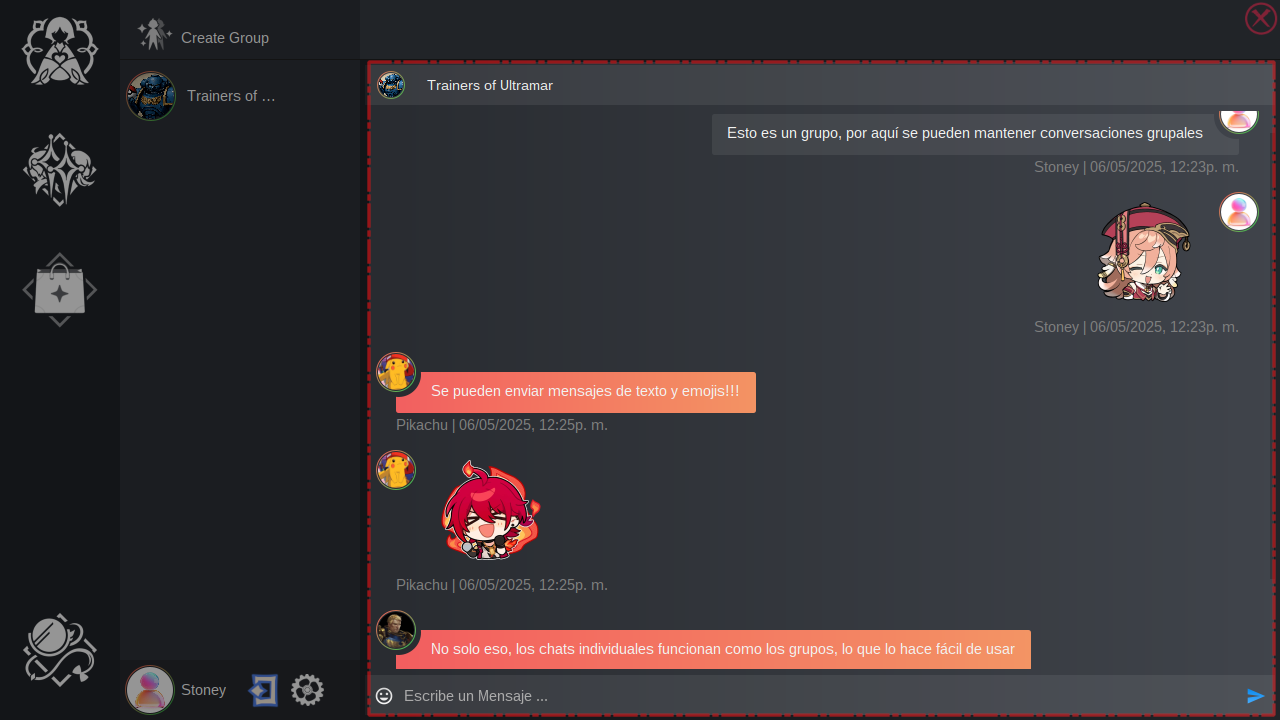 Create Group
Trainers of ...
Stoney
Trainers of Ultramar
Esto es un grupo, por aquí se pueden mantener conversaciones grupales
Stoney | 06/05/2025, 12:23p. m.
Stoney | 06/05/2025, 12:23p. m.
Se pueden enviar mensajes de texto y emojis!!!
Pikachu | 06/05/2025, 12:25p. m.
Pikachu | 06/05/2025, 12:25p. m.
No solo eso, los chats individuales funcionan como los grupos, lo que lo hace fácil de usar
Escribe un Mensaje ...